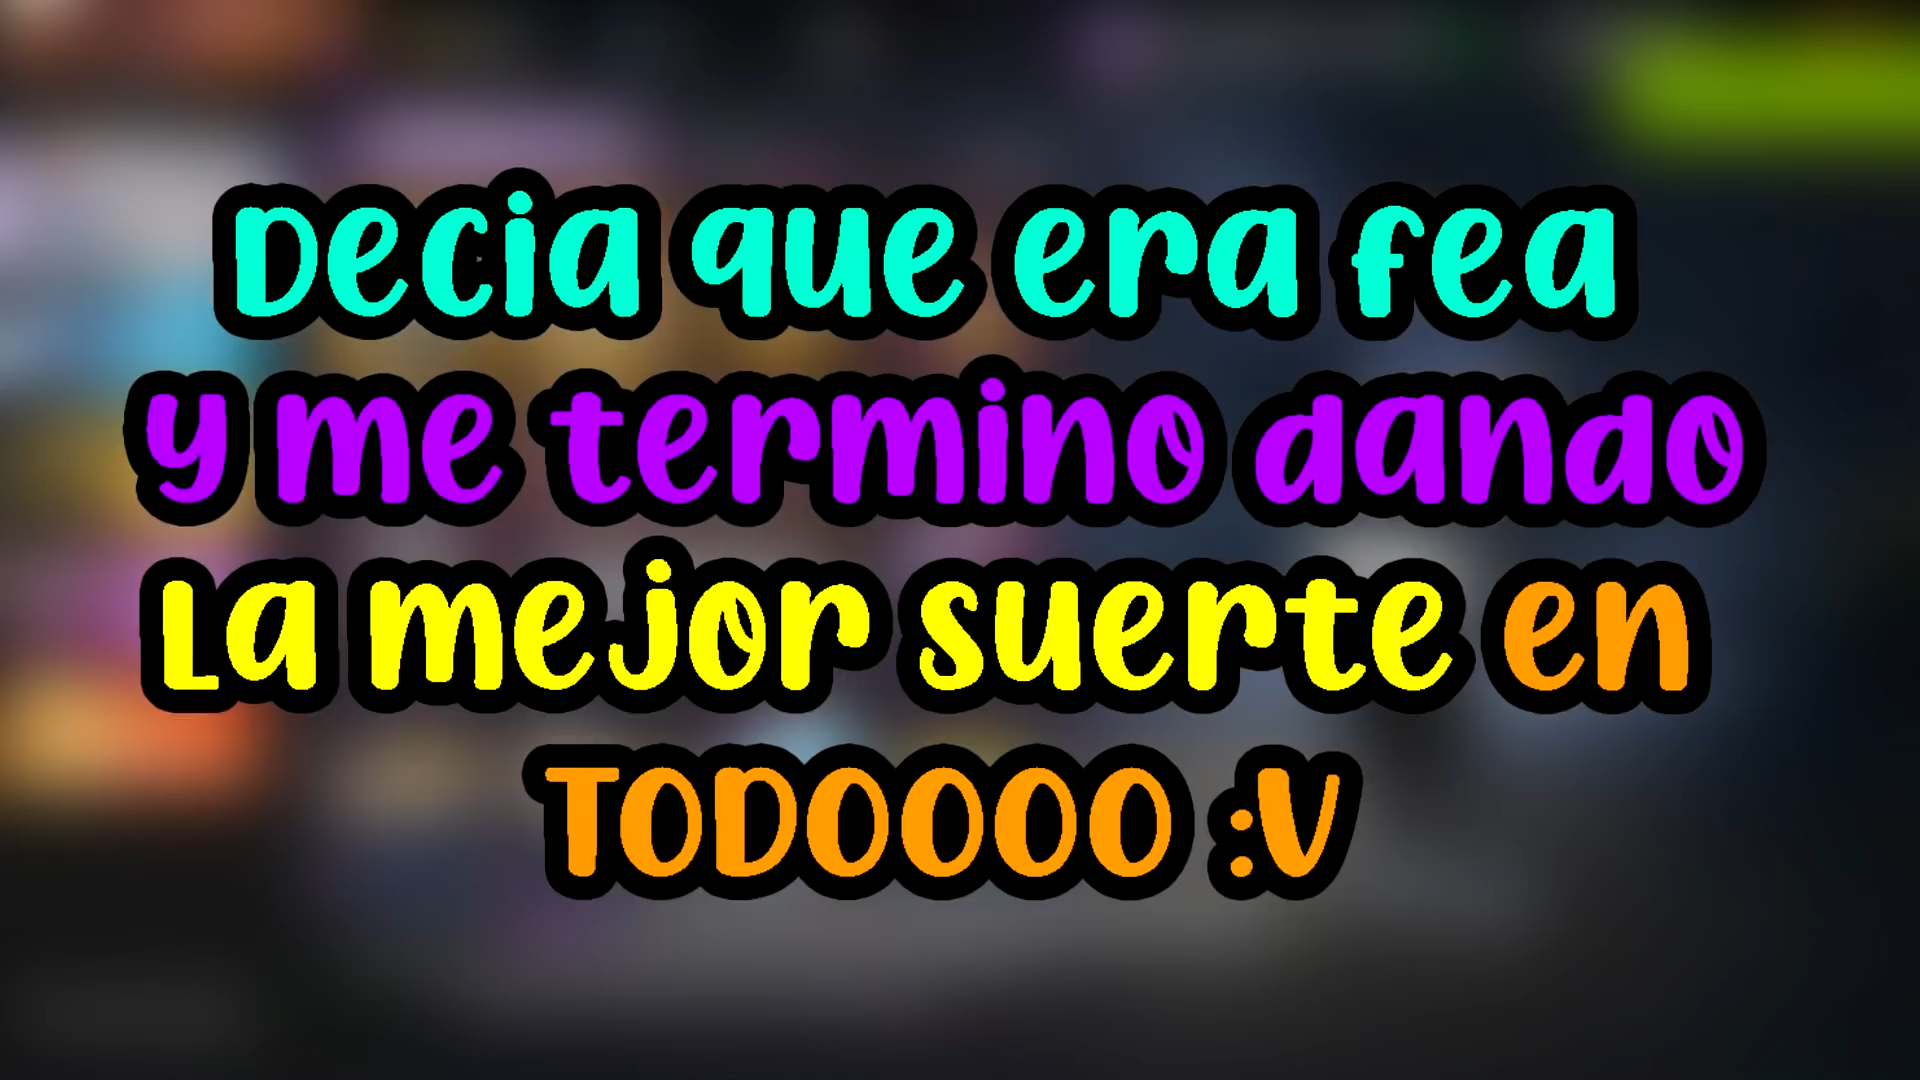 Decia que era fea
y me termino dando
La mejor suerte en
TODOOOO :V